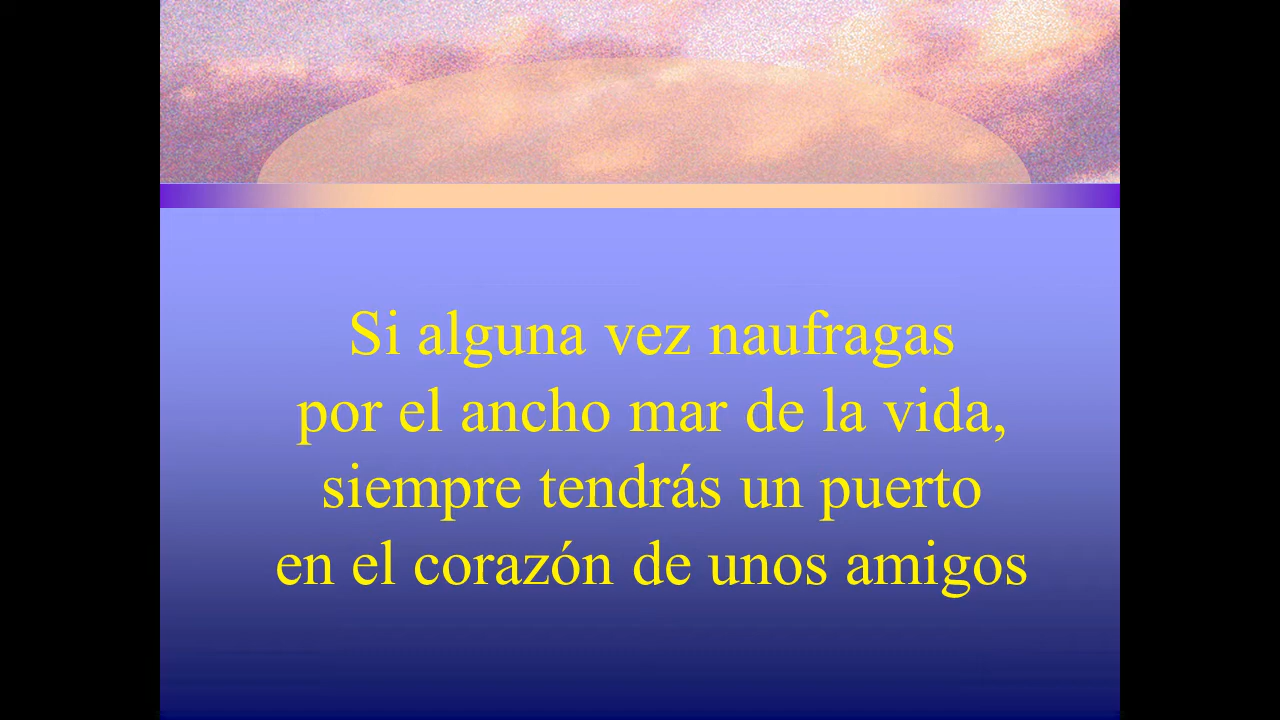 Si alguna vez naufragas
por el ancho mar de la vida,
siempre tendrás un puerto
en el corazón de unos amigos